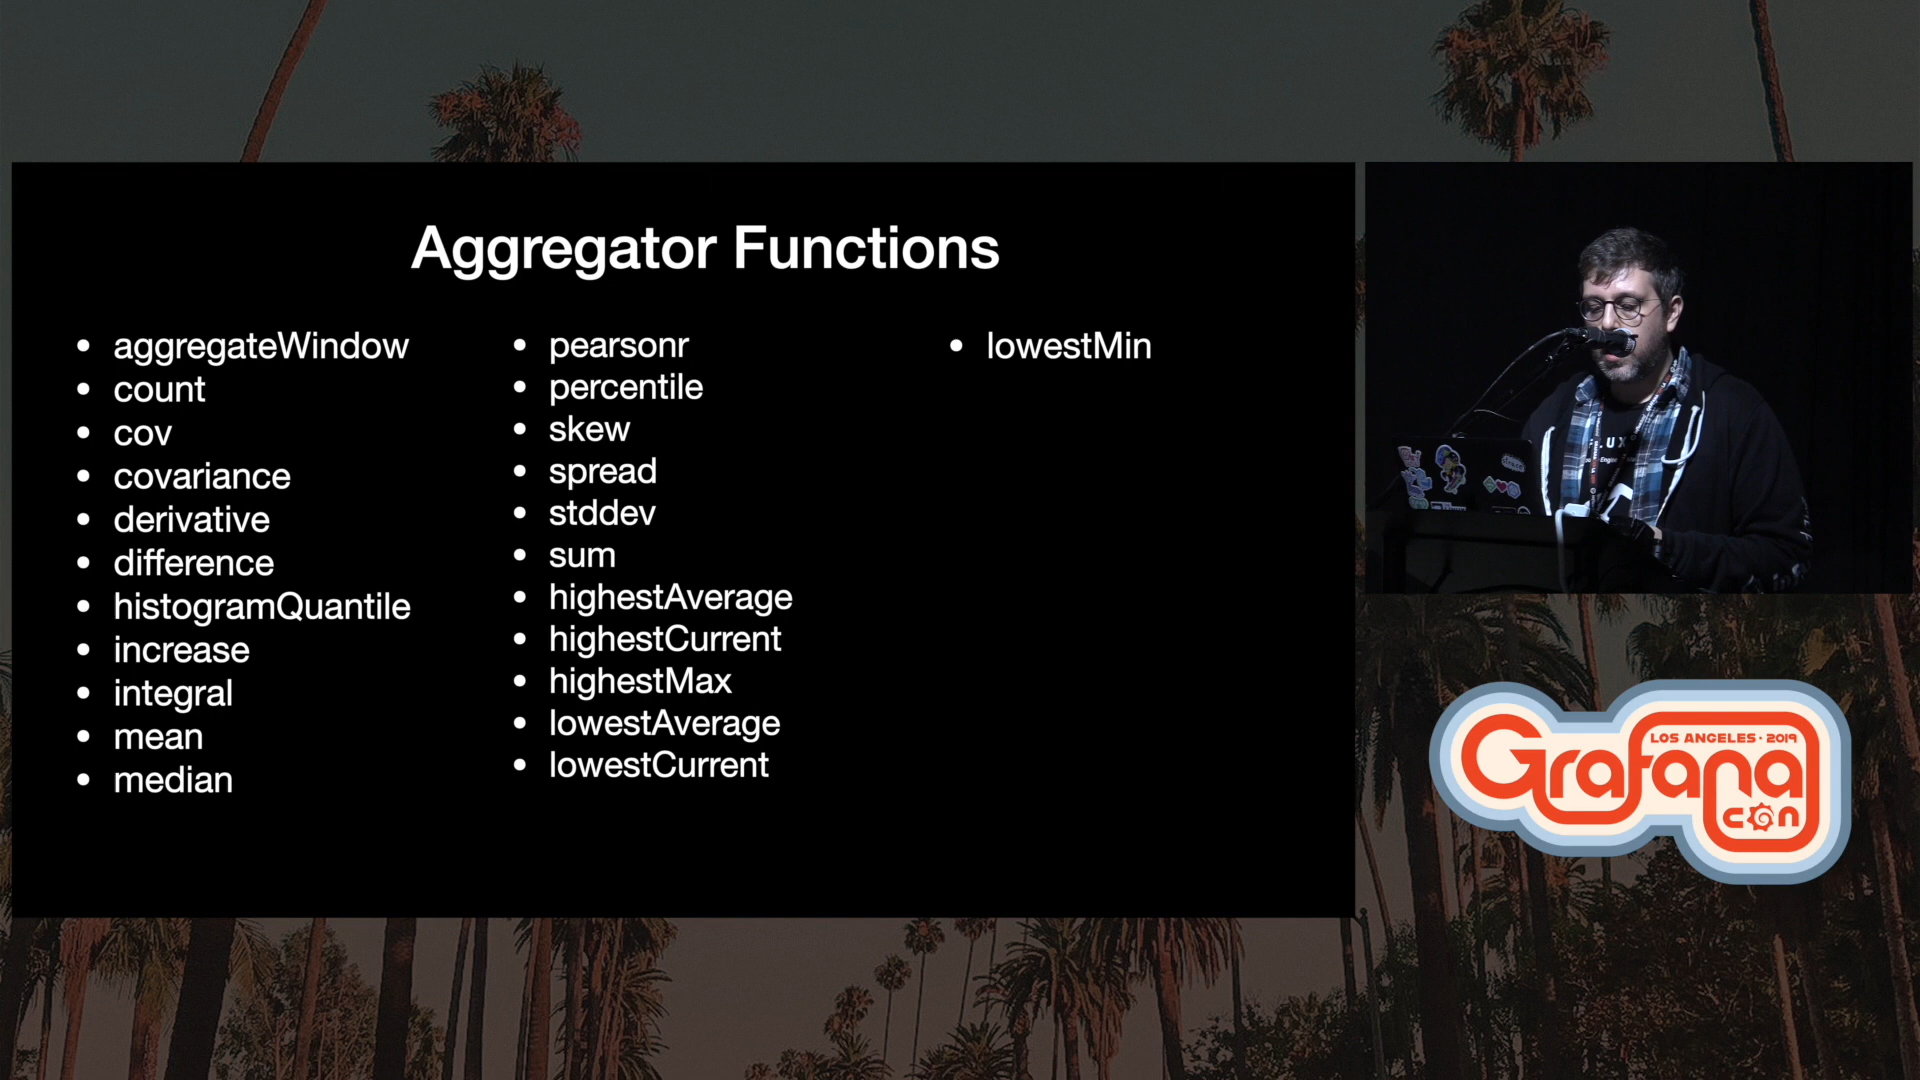 Aggregator Functions
• aggregateWindow
• count
• cov
• covariance
• derivative
• difference
• histogramQuantile
• increase
• integral
• mean
• median
• pearsonr
• percentile
• skew
• spread
• stddev
• sum
• highestAverage
• highestCurrent
• highestMax
• lowestAverage
• lowestCurrent
• lowestMin
LOS ANGELES · 2019
Grafana
con